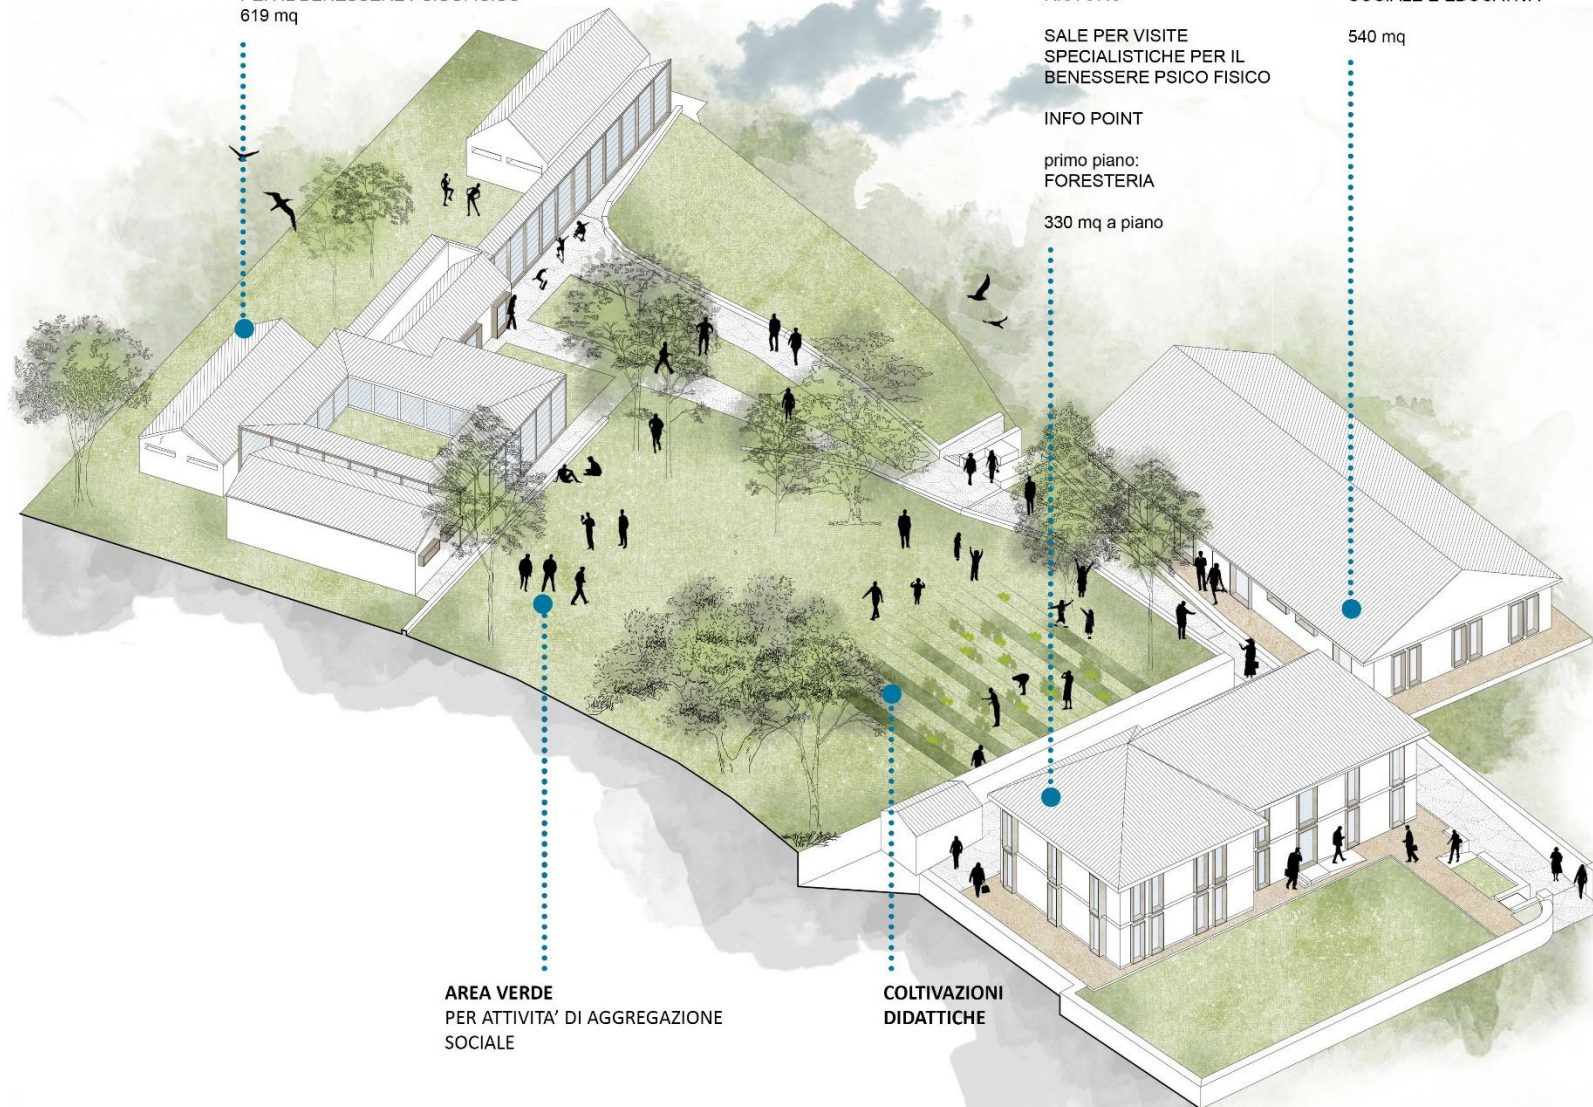 619 mq
SALE PER VISITE
SPECIALISTICHE PER IL
BENESSERE PSICO FISICO
INFO POINT
primo piano:
FORESTERIA
330 mq a piano
540 mq
AREA VERDE
PER ATTIVITA’ DI AGGREGAZIONE
SOCIALE
COLTIVAZIONI
DIDATTICHE